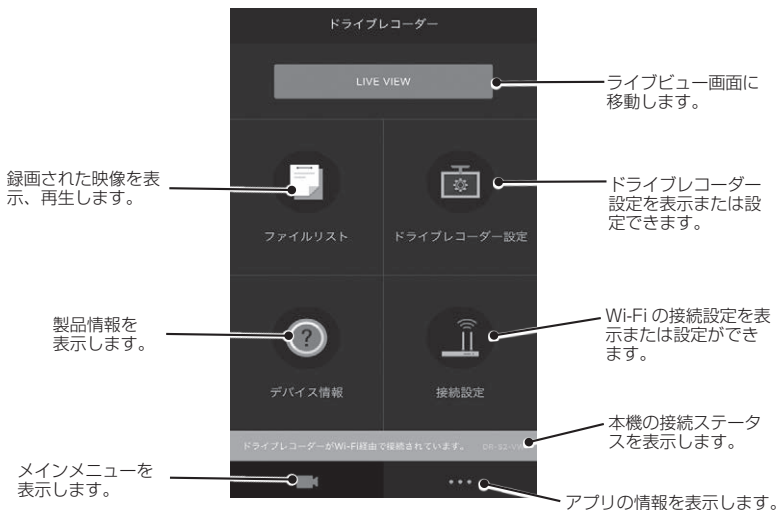 ドライブレコーダー
LIVE VIEW
ライブビュー画面に
移動します。
録画された映像を表
示、再生します。
ファイルリスト
ドライブレコーダー設定
ドライブレコーダー
設定を表示または設
定できます。
製品情報を
表示します。
?
デバイス情報
接続設定
Wi-Fi の接続設定を表
示または設定ができ
ます。
ドライブレコーダーがWi-Fi経由で接続されています。
本機の接続ステータ
スを表示します。
メインメニューを
表示します。
アプリの情報を表示します。